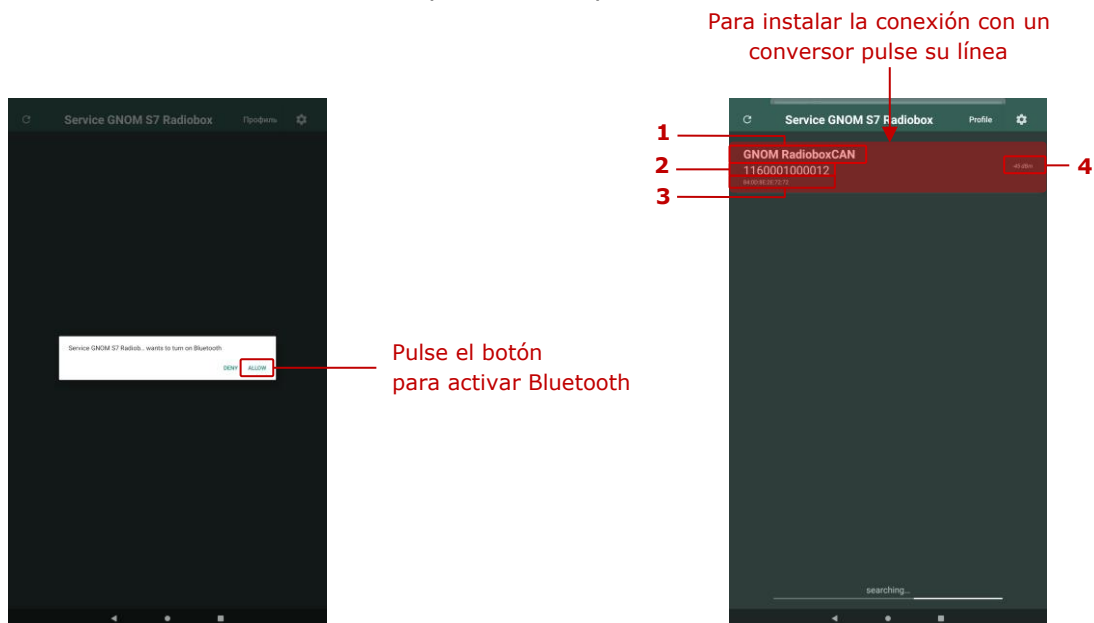 Para instalar la conexión con un
conversor pulse su línea
Service GNOM S7 Radiobox Профиль
Service GNOM S7 Radiob... wants to turn on Bluetooth
DENY ALLOW
Pulse el botón
para activar Bluetooth
Service GNOM S7 Radiobox Profile
1
GNOM RadioboxCAN
2
1160001000012
4
3
searching...